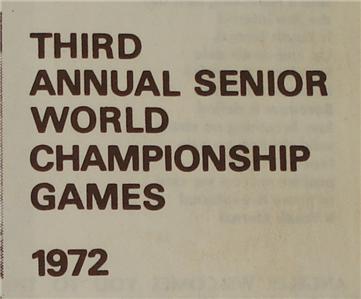 THIRD
ANNUAL SENIOR
WORLD
CHAMPIONSHIP
GAMES
1972